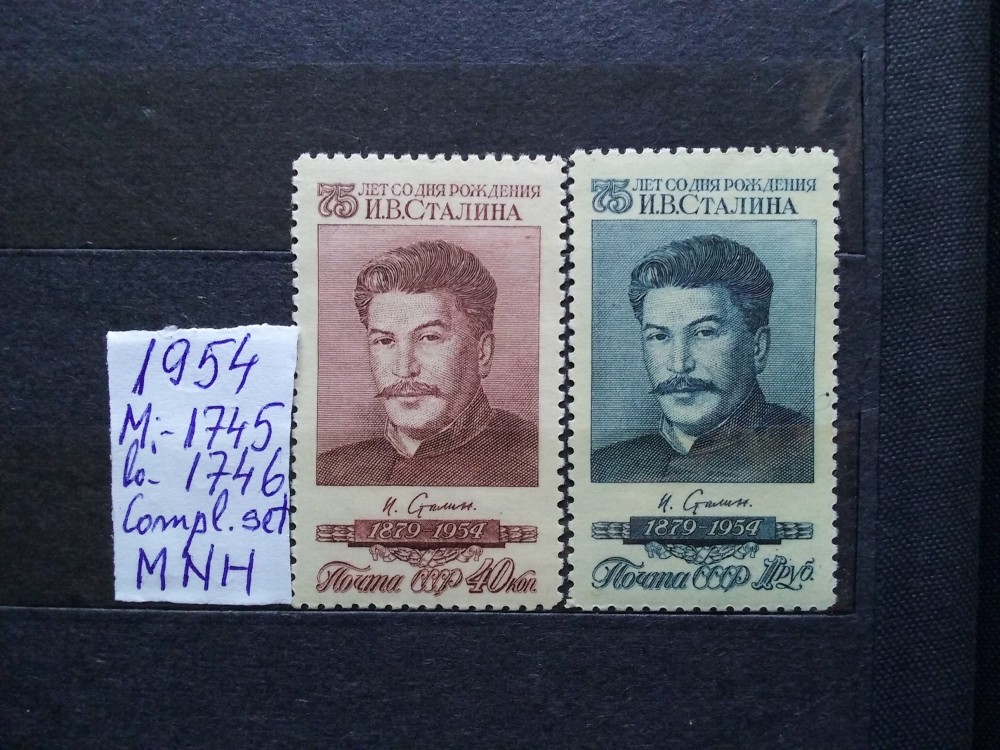 1954
Mi- 1745
to- 1746
Compl. set
MNH
75 ЛЕТ СО ДНЯ РОЖДЕНИЯ
И.В.СТАЛИНА
И. Сталин.
1879-1954
Почта СССР 40 коп.
75 ЛЕТ СО ДНЯ РОЖДЕНИЯ
И.В.СТАЛИНА
И. Сталин.
1879-1954
Почта СССР 1 руб.